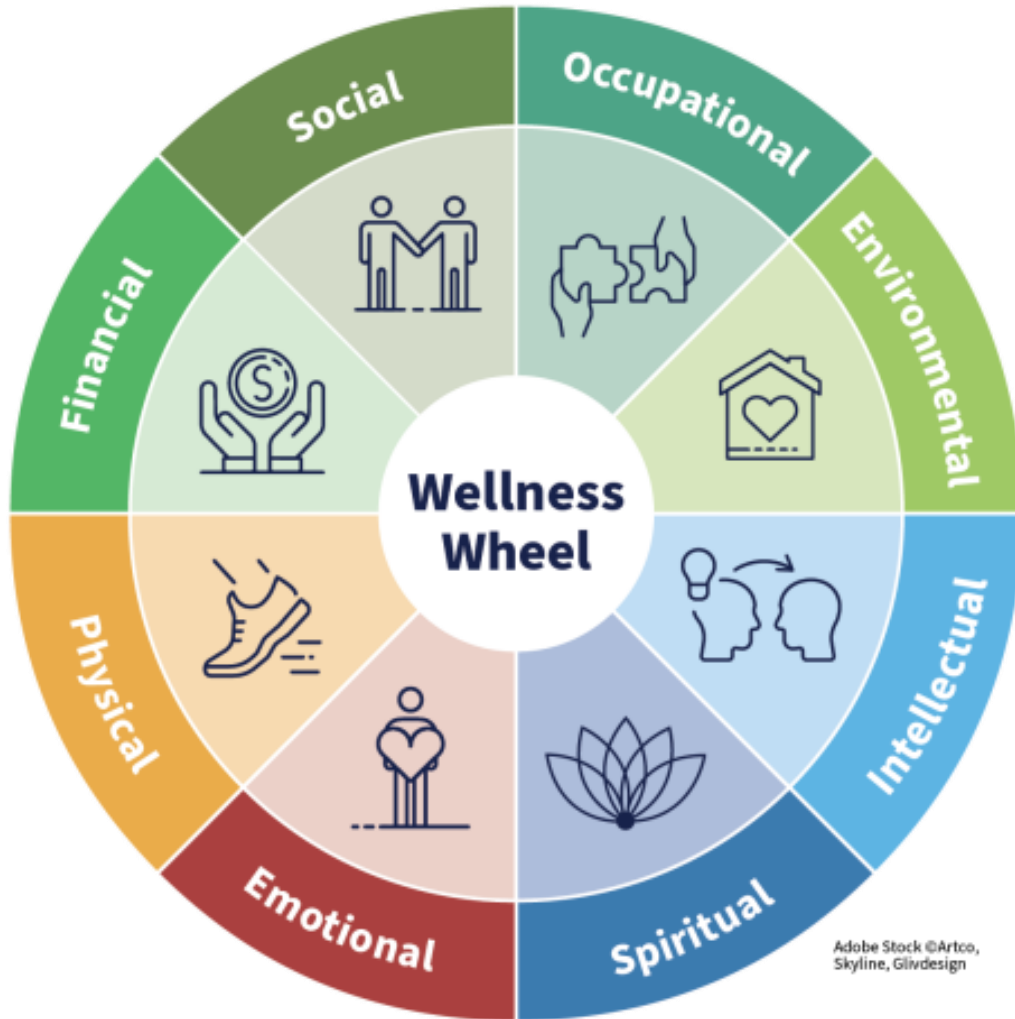 Social
Occupational
Environmental
Intellectual
Spiritual
Emotional
Physical
Financial
Wellness
Wheel
Adobe Stock ©Artco,
Skyline, Glivdesign